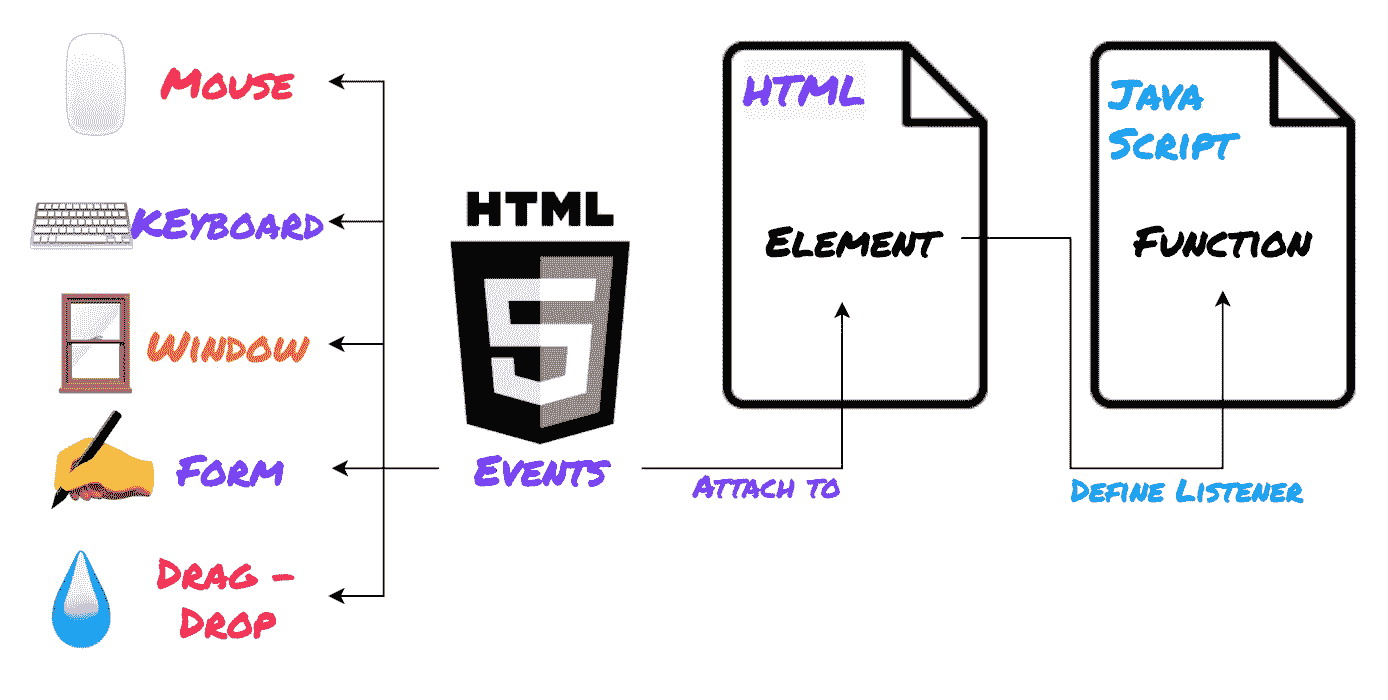 Mouse
KEyboard
Window
Form
Drag -
Drop
HTML
5
Events
Attach to
HTML
Element
Java
Script
Function
Define Listener